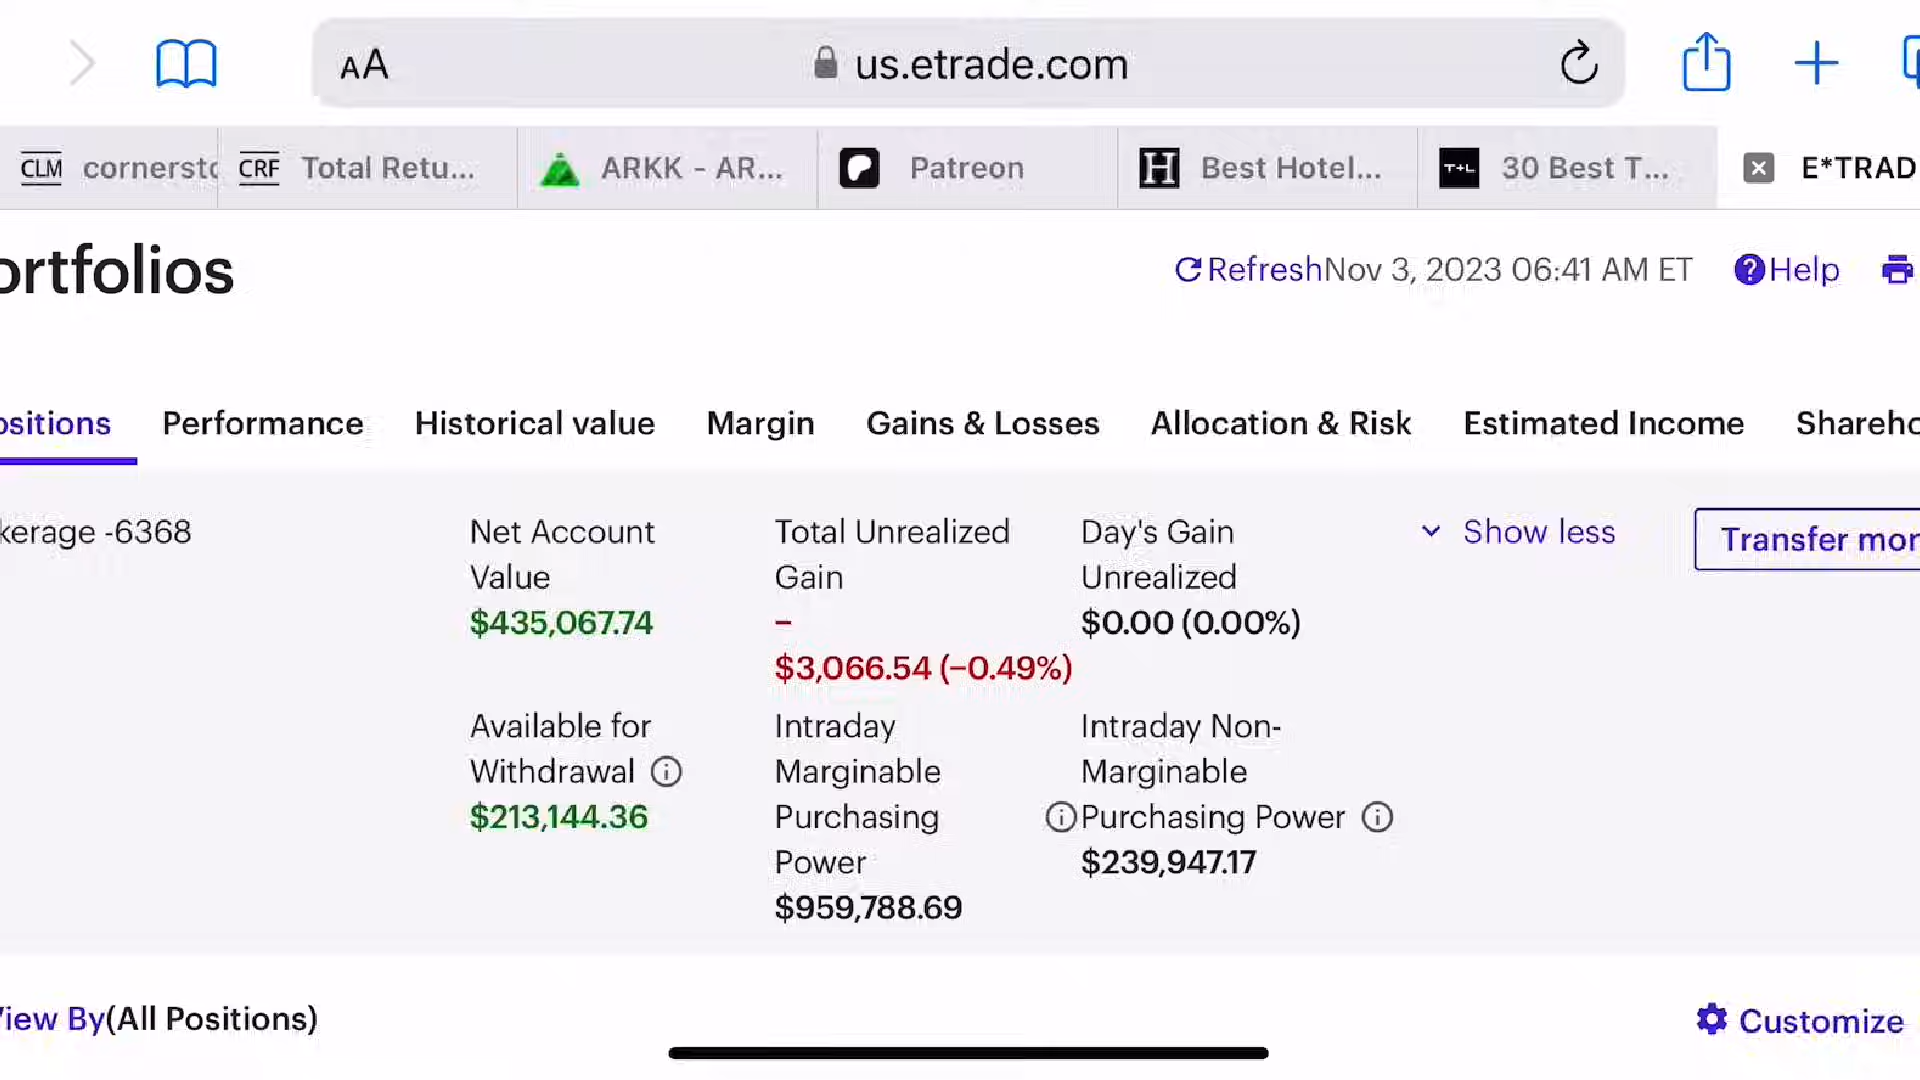 AA us.etrade.com
CLM cornersto CRF Total Retu... ARKK - AR... Patreon H Best Hotel... T+L 30 Best T... E*TRAD
ortfolios Refresh Nov 3, 2023 06:41 AM ET Help
ositions Performance Historical value Margin Gains & Losses Allocation & Risk Estimated Income Shareho
kerage -6368
Net Account
Value
$435,067.74
Total Unrealized
Gain
−
$3,066.54 (−0.49%)
Day's Gain
Unrealized
$0.00 (0.00%)
Show less
Transfer mon
Available for
Withdrawal
$213,144.36
Intraday
Marginable
Purchasing
Power
$959,788.69
Intraday Non-
Marginable
Purchasing Power
$239,947.17
View By(All Positions)
Customize